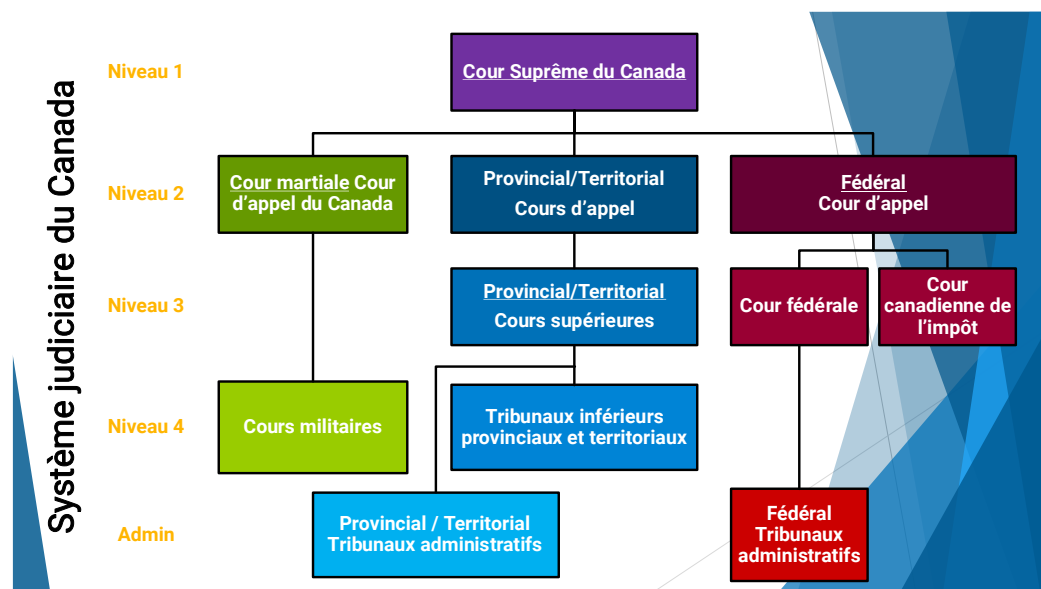 Système judiciaire du Canada
Niveau 1
Cour Suprême du Canada
Niveau 2
Cour martiale Cour
d’appel du Canada
Provincial/Territorial
Cours d’appel
Fédéral
Cour d’appel
Niveau 3
Provincial/Territorial
Cours supérieures
Cour fédérale
Cour
canadienne de
l’impôt
Niveau 4
Cours militaires
Tribunaux inférieurs
provinciaux et territoriaux
Admin
Provincial / Territorial
Tribunaux administratifs
Fédéral
Tribunaux
administratifs